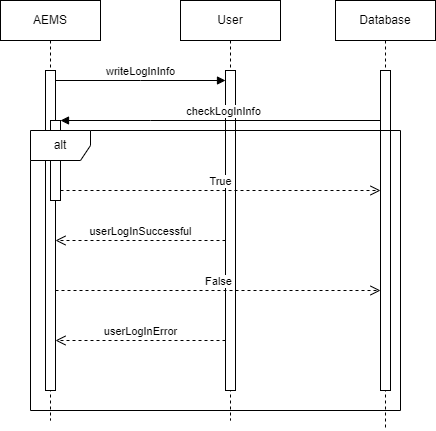 AEMS
User
Database
writeLogInInfo
checkLogInInfo
alt
True
userLogInSuccessful
False
userLogInError